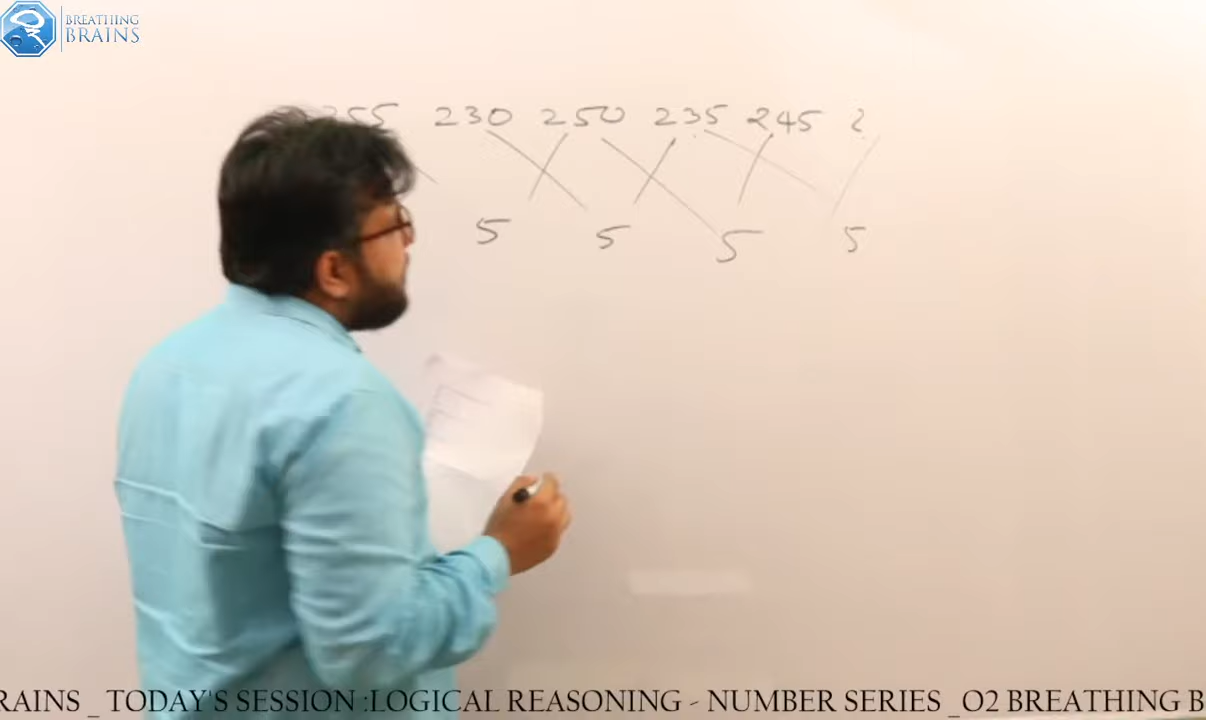 BREATHING
BRAINS
255 230 250 235 245 ?
5 5 5 5
RAINS _ TODAY'S SESSION :LOGICAL REASONING - NUMBER SERIES _O2 BREATHING B